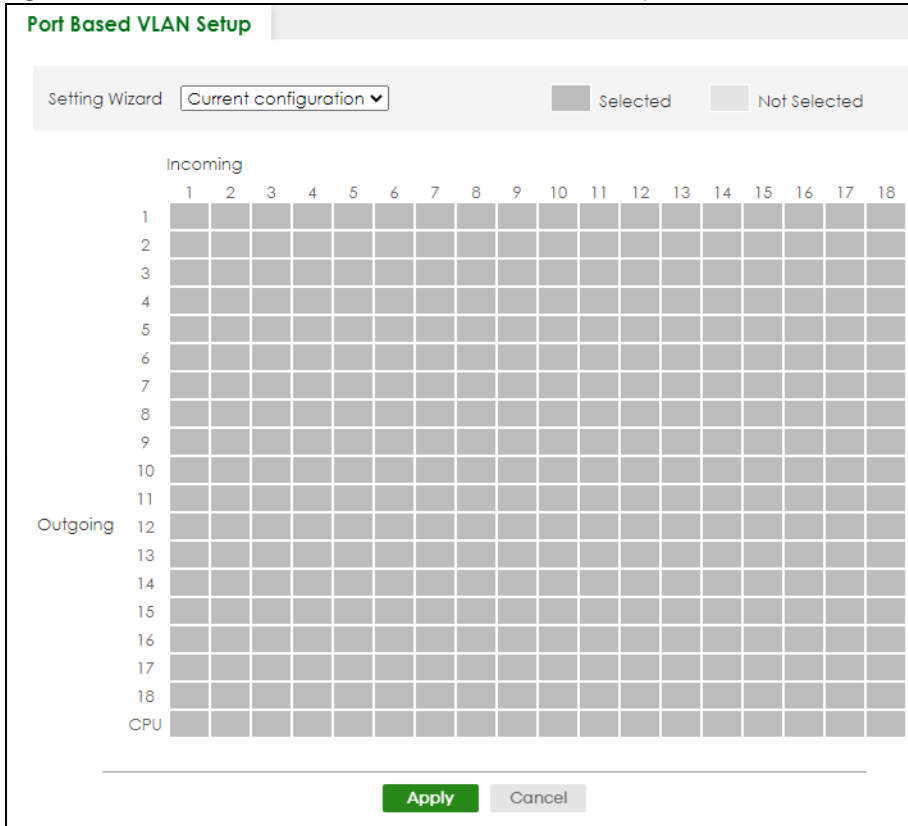 Port Based VLAN Setup
Setting Wizard Current configuration Selected Not Selected
Incoming
1 2 3 4 5 6 7 8 9 10 11 12 13 14 15 16 17 18
1
2
3
4
5
6
7
8
9
10
11
Outgoing 12
13
14
15
16
17
18
CPU
Apply Cancel